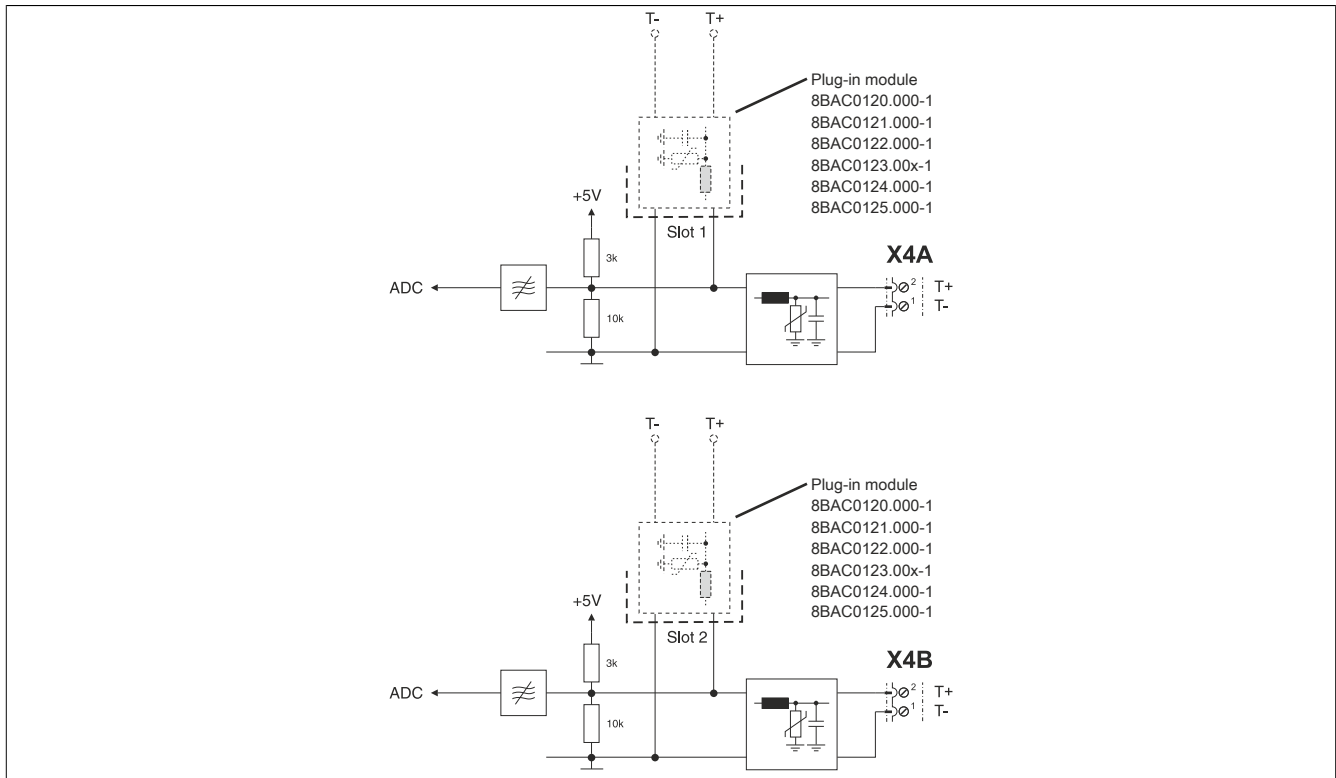 T- T+
Plug-in module
8BAC0120.000-1
8BAC0121.000-1
8BAC0122.000-1
8BAC0123.00x-1
8BAC0124.000-1
8BAC0125.000-1
+5V
Slot 1
3k
X4A
ADC
2 T+
1 T-
10k
T- T+
Plug-in module
8BAC0120.000-1
8BAC0121.000-1
8BAC0122.000-1
8BAC0123.00x-1
8BAC0124.000-1
8BAC0125.000-1
+5V
Slot 2
3k
X4B
ADC
2 T+
1 T-
10k